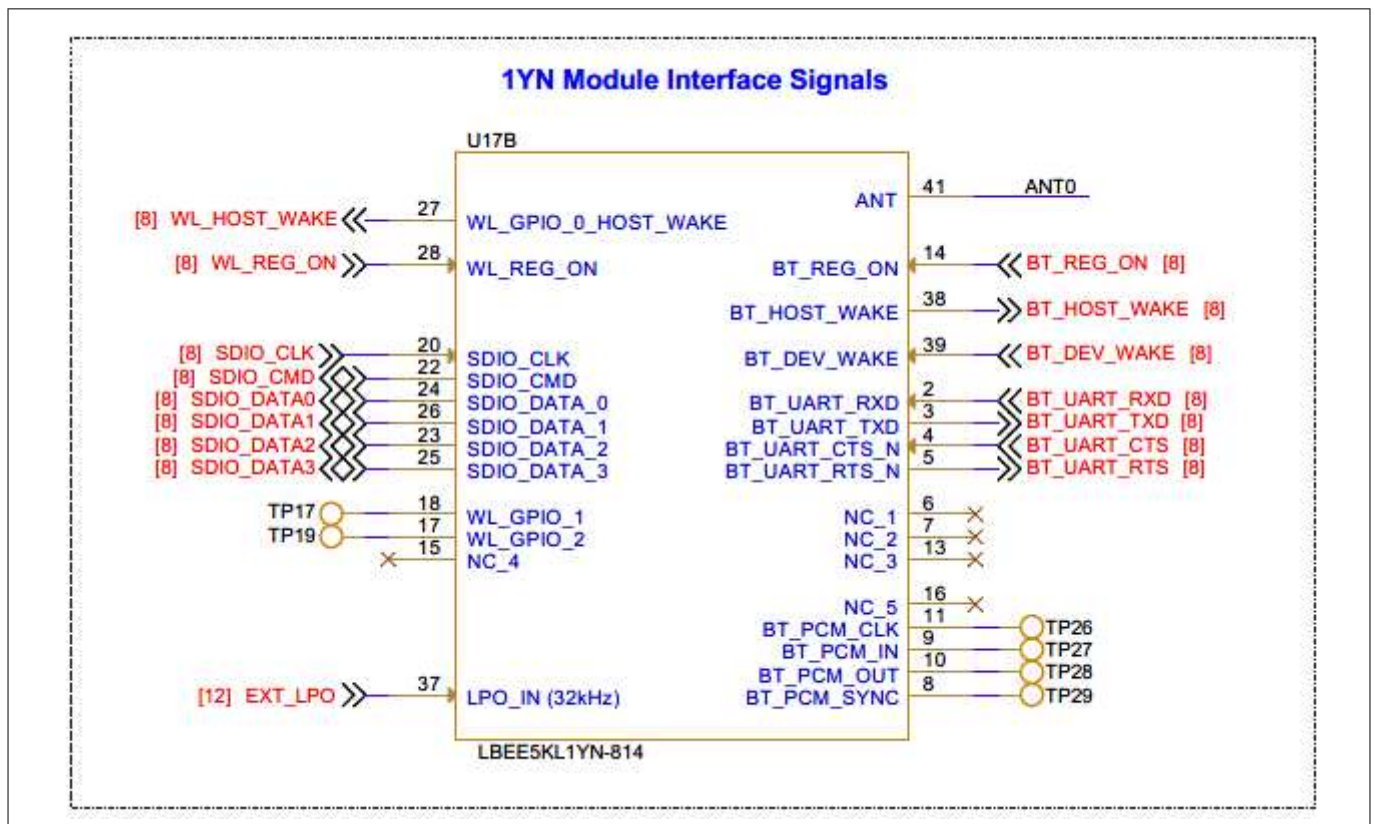 1YN Module Interface Signals
U17B
41 ANT0
ANT
[8] WL_HOST_WAKE 27 WL_GPIO_0_HOST_WAKE
[8] WL_REG_ON 28 WL_REG_ON
BT_REG_ON 14 BT_REG_ON [8]
BT_HOST_WAKE 38 BT_HOST_WAKE [8]
[8] SDIO_CLK 20 SDIO_CLK
BT_DEV_WAKE 39 BT_DEV_WAKE [8]
[8] SDIO_CMD 22 SDIO_CMD
[8] SDIO_DATA0 24 SDIO_DATA_0
BT_UART_RXD 2 BT_UART_RXD [8]
[8] SDIO_DATA1 26 SDIO_DATA_1
BT_UART_TXD 3 BT_UART_TXD [8]
[8] SDIO_DATA2 23 SDIO_DATA_2
BT_UART_CTS_N 4 BT_UART_CTS [8]
[8] SDIO_DATA3 25 SDIO_DATA_3
BT_UART_RTS_N 5 BT_UART_RTS [8]
TP17 18 WL_GPIO_1
NC_1 6
TP19 17 WL_GPIO_2
NC_2 7
15 NC_4
NC_3 13
NC_5 16
BT_PCM_CLK 11 TP26
BT_PCM_IN 9 TP27
BT_PCM_OUT 10 TP28
[12] EXT_LPO 37 LPO_IN (32kHz)
BT_PCM_SYNC 8 TP29
LBEE5KL1YN-814